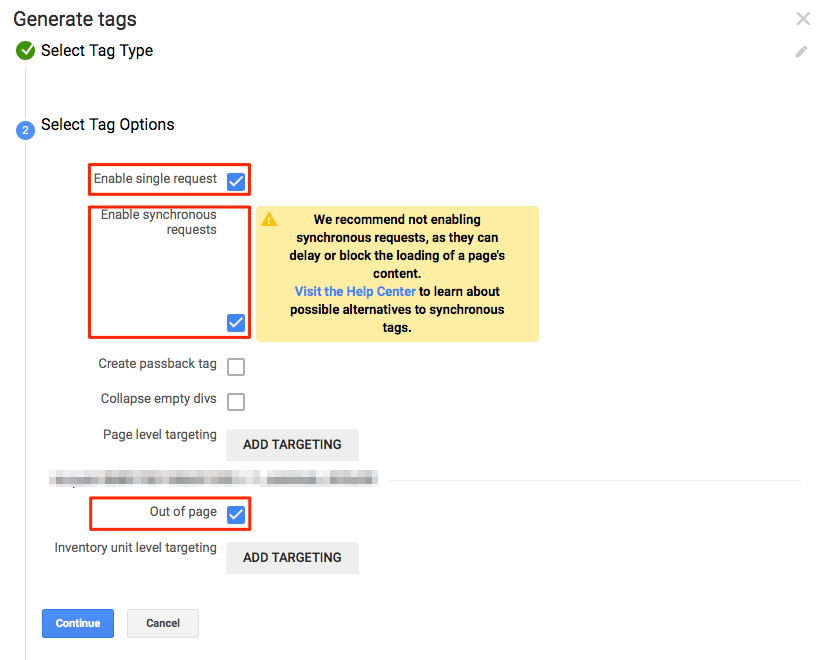 Generate tags
Select Tag Type
2 Select Tag Options
Enable single request
Enable synchronous
requests
We recommend not enabling
synchronous requests, as they can
delay or block the loading of a page's
content.
Visit the Help Center to learn about
possible alternatives to synchronous
tags.
Create passback tag
Collapse empty divs
Page level targeting ADD TARGETING
Out of page
Inventory unit level targeting ADD TARGETING
Continue Cancel